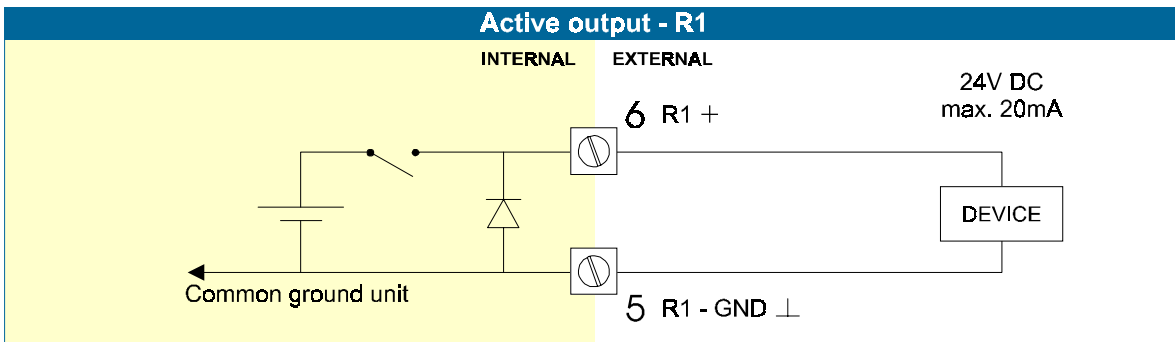 Active output - R1
INTERNAL EXTERNAL
24V DC
max. 20mA
6 R1 +
DEVICE
Common ground unit
5 R1 - GND ⊥